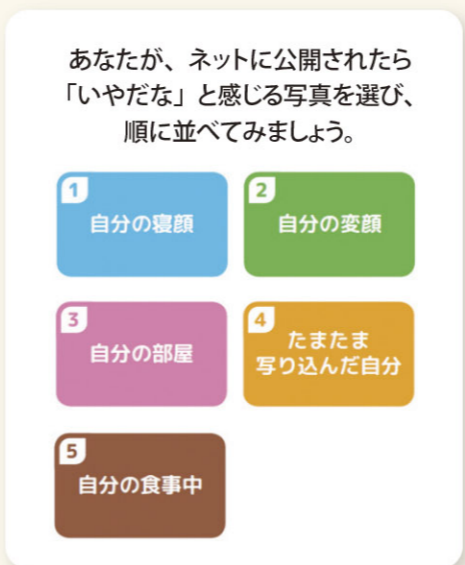 あなたが、ネットに公開されたら
「いやだな」と感じる写真を選び、
順に並べてみましょう。
1
自分の寝顔
2
自分の変顔
3
自分の部屋
4
たまたま
写り込んだ自分
5
自分の食事中